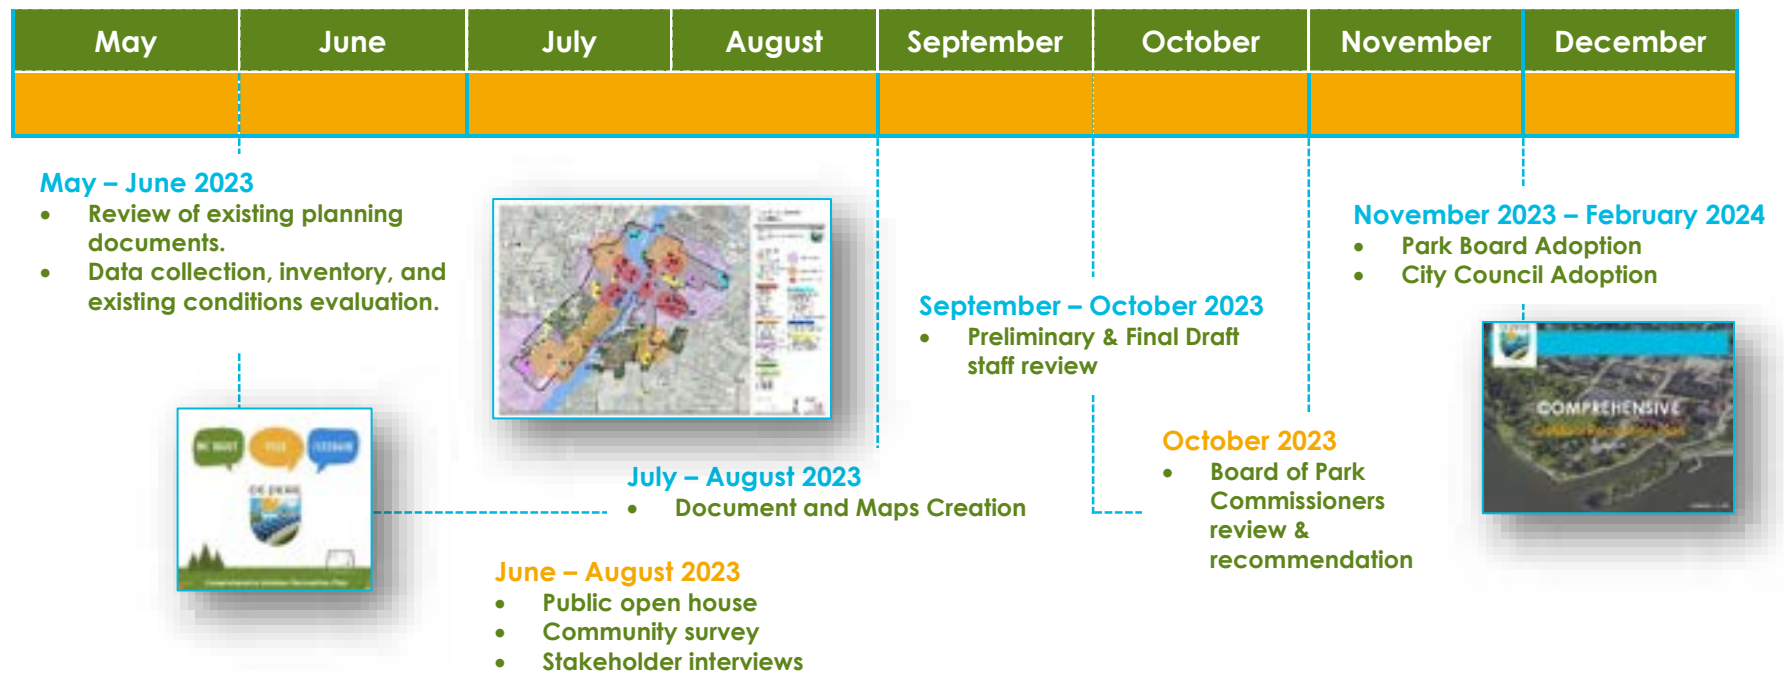 May June July August September October November December
May – June 2023
• Review of existing planning
documents.
• Data collection, inventory, and
existing conditions evaluation.
DE PERE
July – August 2023
• Document and Maps Creation
June – August 2023
• Public open house
• Community survey
• Stakeholder interviews
September – October 2023
• Preliminary & Final Draft
staff review
October 2023
• Board of Park
Commissioners
review &
recommendation
November 2023 – February 2024
• Park Board Adoption
• City Council Adoption
COMPREHENSIVE